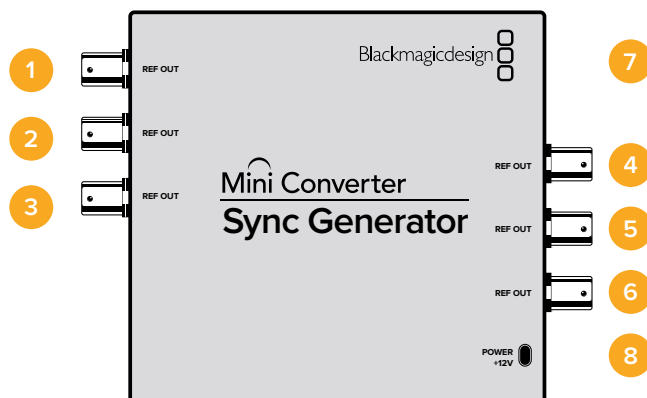 1
REF OUT
Blackmagicdesign
7
2
REF OUT
REF OUT
4
3
REF OUT
Mini Converter
Sync Generator
REF OUT
5
REF OUT
6
POWER
+12V
8